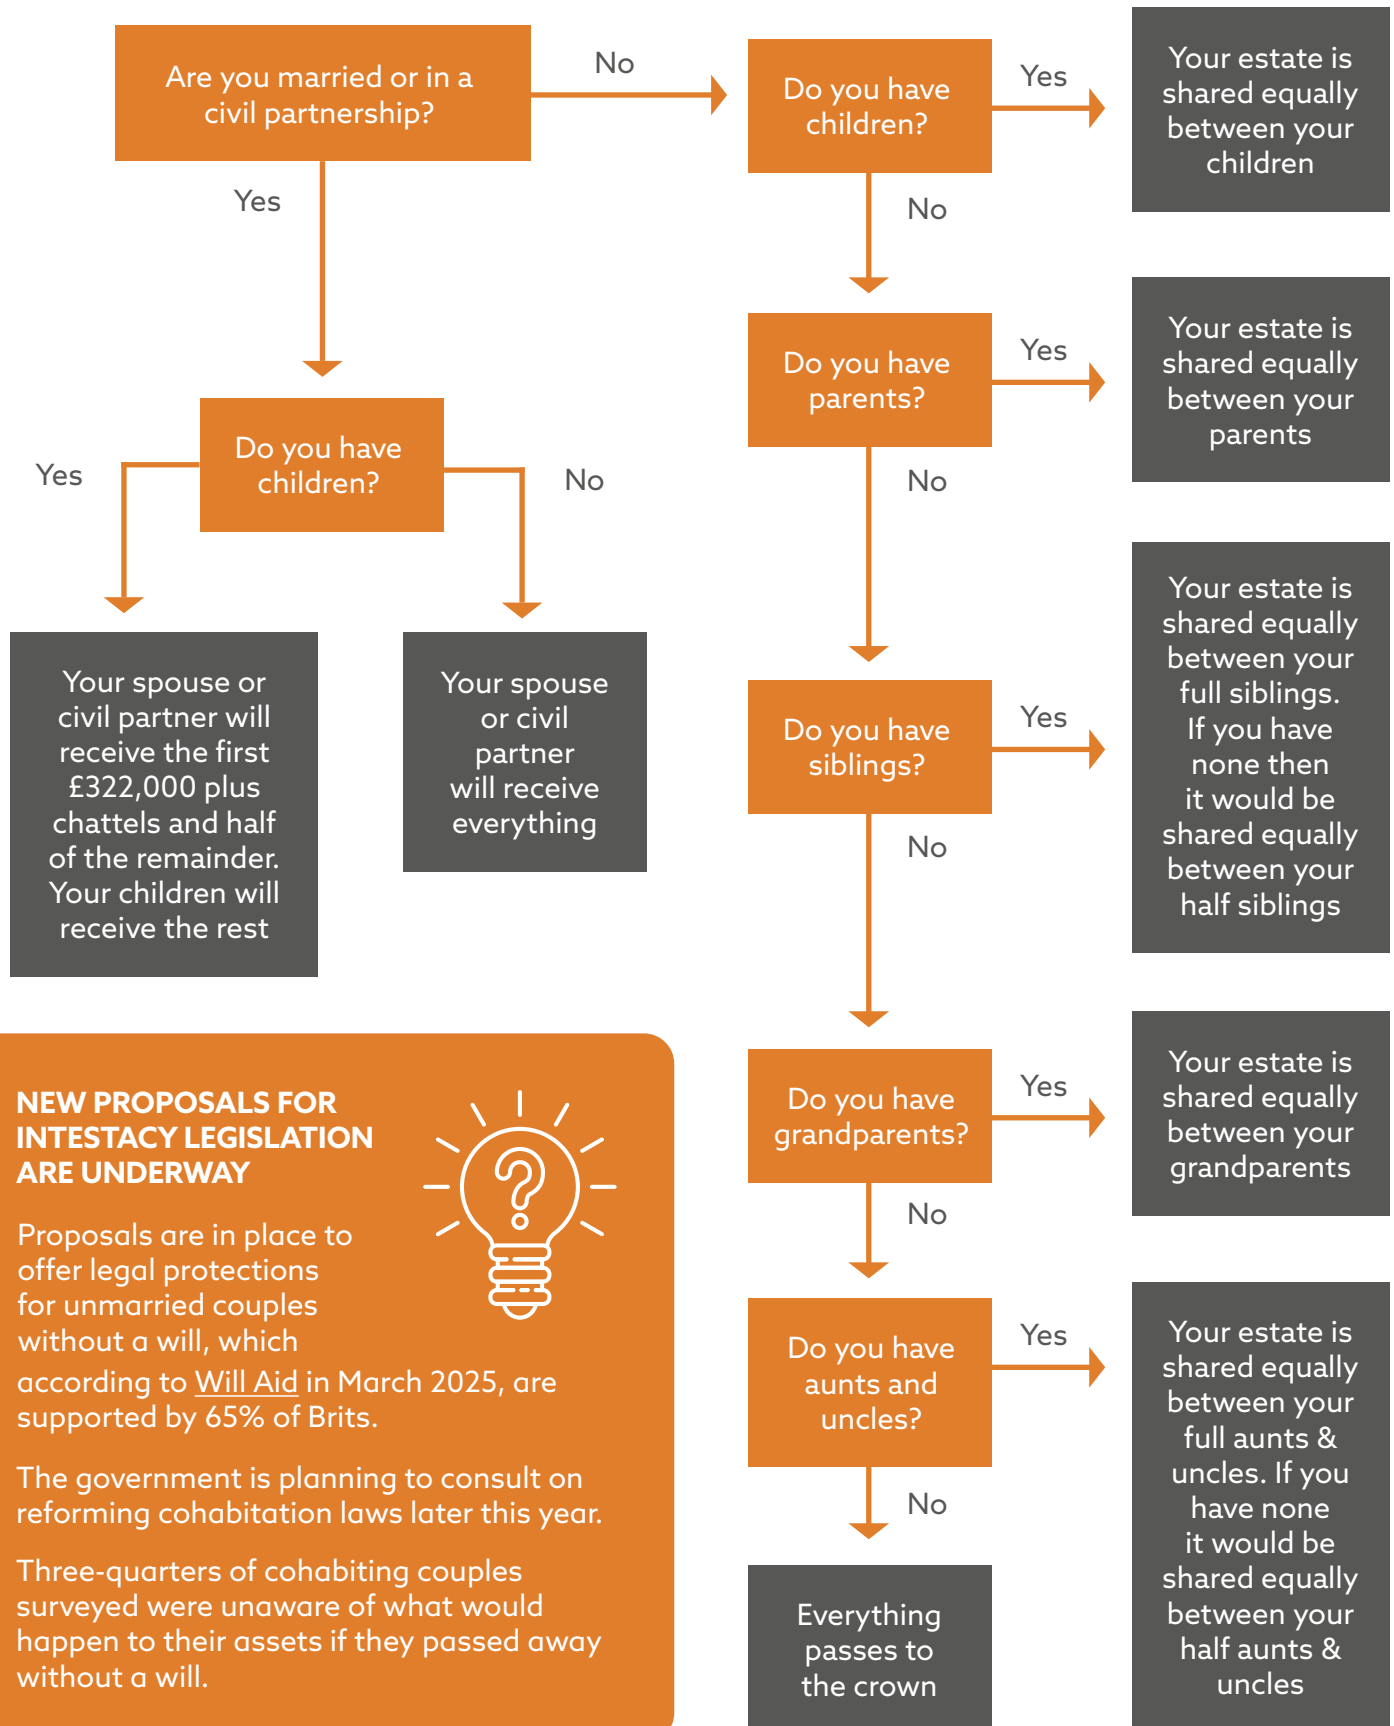 Are you married or in a
civil partnership?
No
Yes
Do you have
children?
Yes
No
Your estate is
shared equally
between your
children
Do you have
parents?
Yes
No
Your estate is
shared equally
between your
parents
Do you have
children?
Yes
No
Your spouse or
civil partner will
receive the first
£322,000 plus
chattels and half
of the remainder.
Your children will
receive the rest
Your spouse
or civil
partner
will receive
everything
Do you have
siblings?
Yes
No
Your estate is
shared equally
between your
full siblings.
If you have
none then
it would be
shared equally
between your
half siblings
Do you have
grandparents?
Yes
No
Your estate is
shared equally
between your
grandparents
Do you have
aunts and
uncles?
Yes
No
Your estate is
shared equally
between your
full aunts &
uncles. If you
have none
it would be
shared equally
between your
half aunts &
uncles
Everything
passes to
the crown
NEW PROPOSALS FOR
INTESTACY LEGISLATION
ARE UNDERWAY
Proposals are in place to
offer legal protections
for unmarried couples
without a will, which
according to Will Aid in March 2025, are
supported by 65% of Brits.
The government is planning to consult on
reforming cohabitation laws later this year.
Three-quarters of cohabiting couples
surveyed were unaware of what would
happen to their assets if they passed away
without a will.